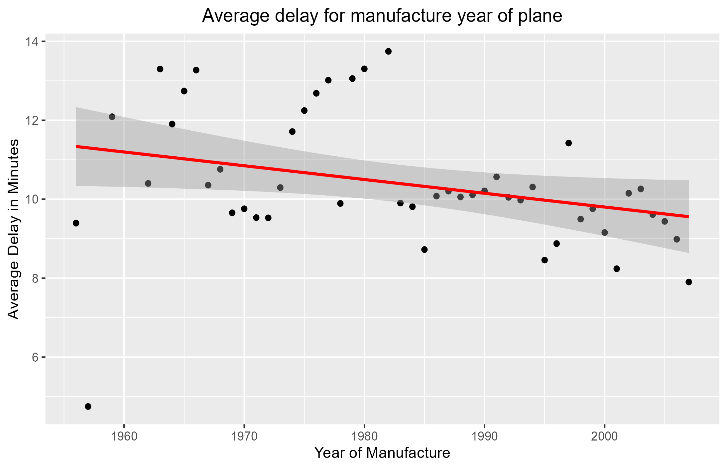 Average delay for manufacture year of plane
14
12
10
8
6
Average Delay in Minutes
1960 1970 1980 1990 2000
Year of Manufacture